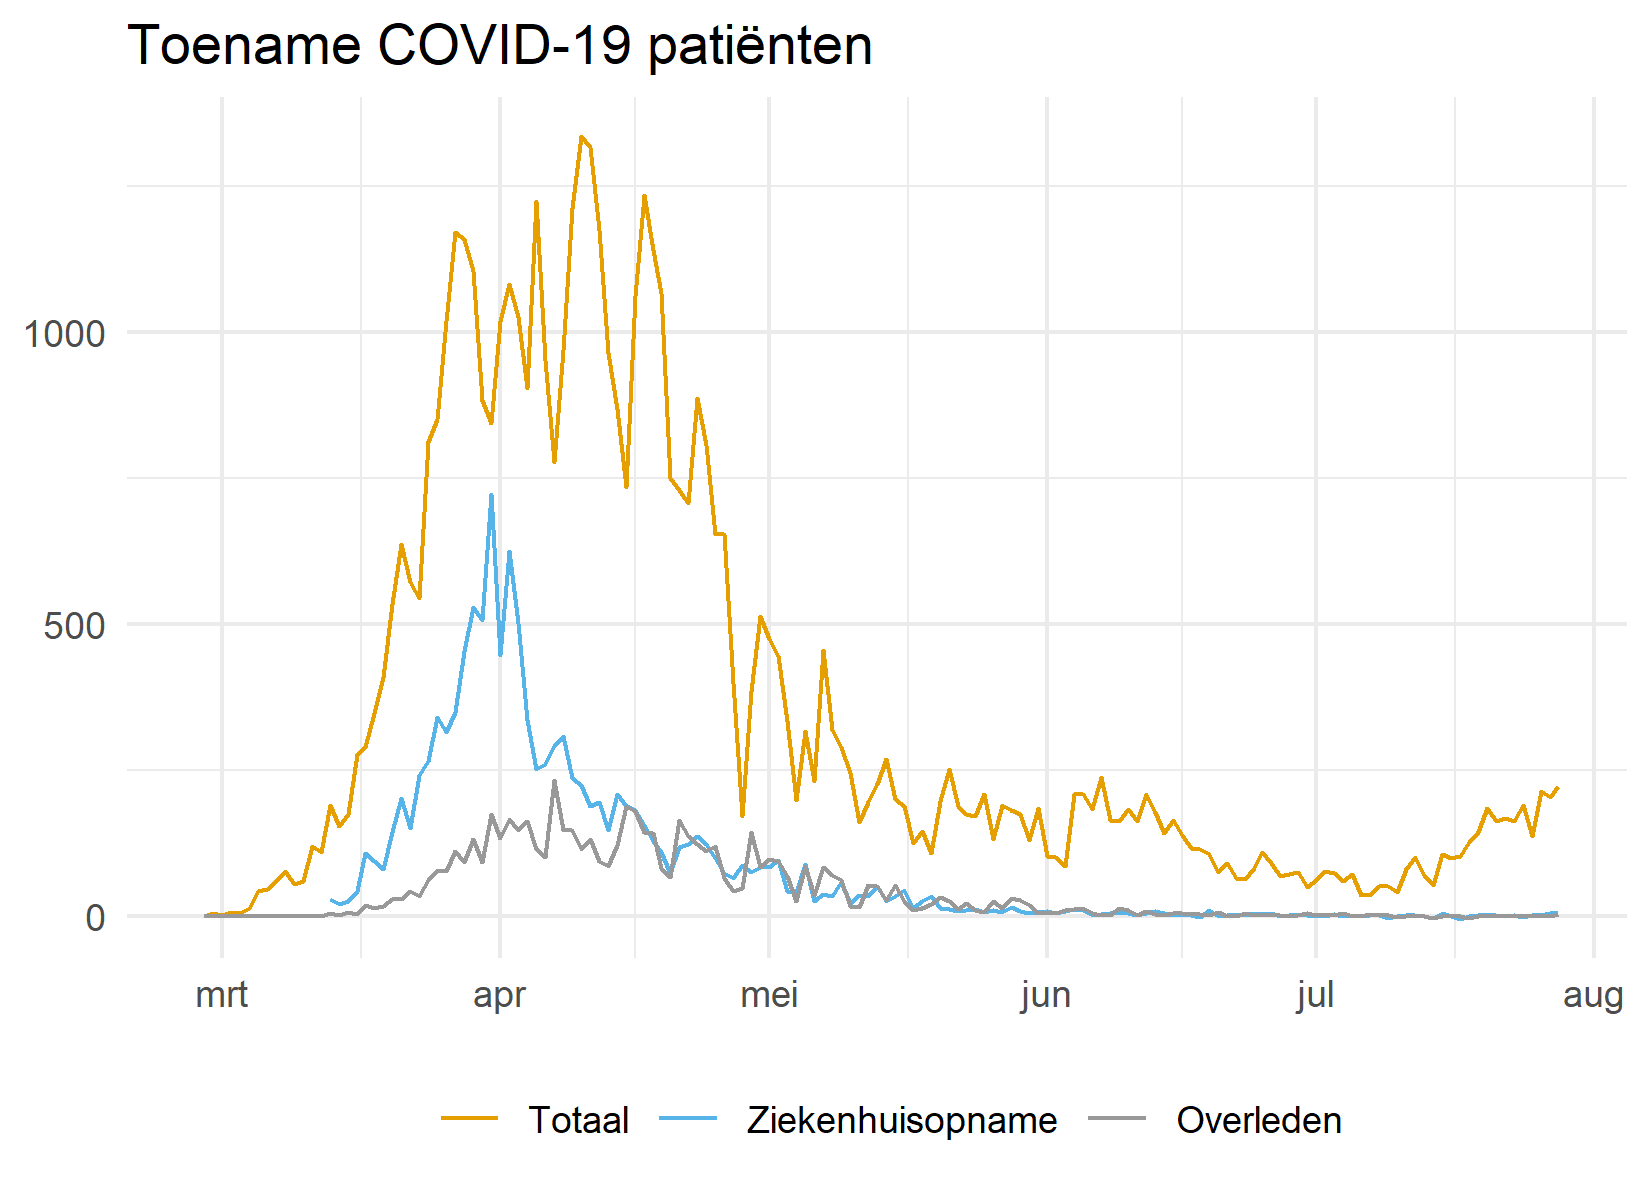 Toename COVID-19 patiënten
1000
500
0
mrt apr mei jun jul aug
Totaal Ziekenhuisopname Overleden